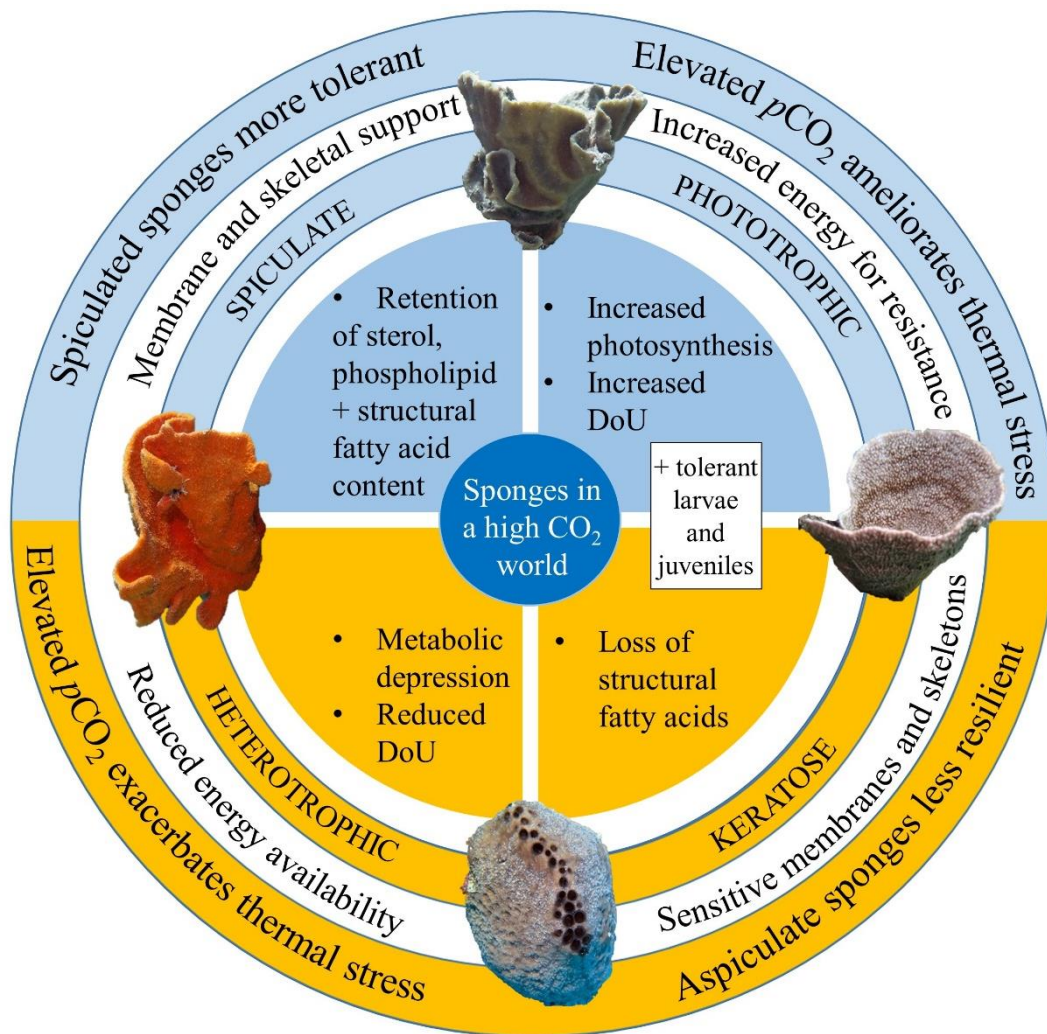 Spiculated sponges more tolerant
Elevated pCO₂ ameliorates thermal stress
Membrane and skeletal support
Increased energy for resistance
SPICULATE
PHOTOTROPHIC
• Retention
of sterol,
phospholipid
+ structural
fatty acid
content
• Increased
photosynthesis
• Increased
DoU
Sponges in
a high CO₂
world
+ tolerant
larvae
and
juveniles
• Metabolic
depression
• Reduced
DoU
• Loss of
structural
fatty acids
HETEROTROPHIC
KERATOSE
Reduced energy availability
Sensitive membranes and skeletons
Elevated pCO₂ exacerbates thermal stress
Aspiculate sponges less resilient